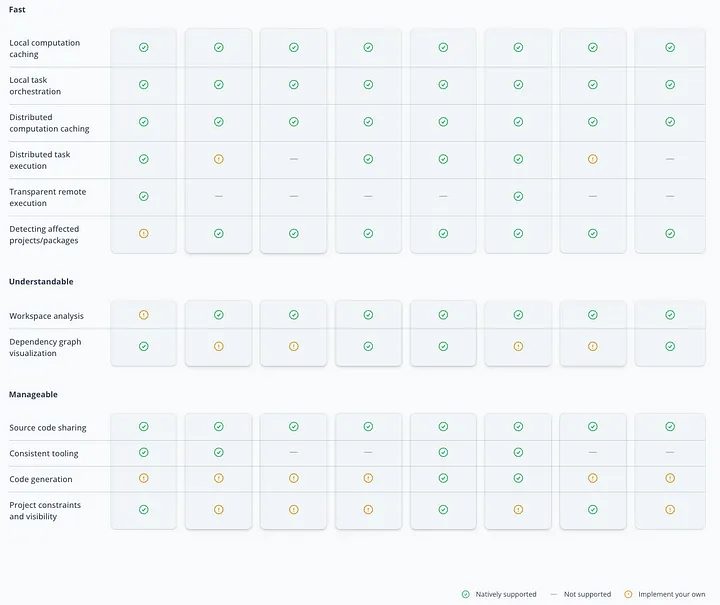 Fast
Local computation
caching
Local task
orchestration
Distributed
computation caching
Distributed task
execution
Transparent remote
execution
Detecting affected
projects/packages
Understandable
Workspace analysis
Dependency graph
visualization
Manageable
Source code sharing
Consistent tooling
Code generation
Project constraints
and visibility
Natively supported
Not supported
Implement your own